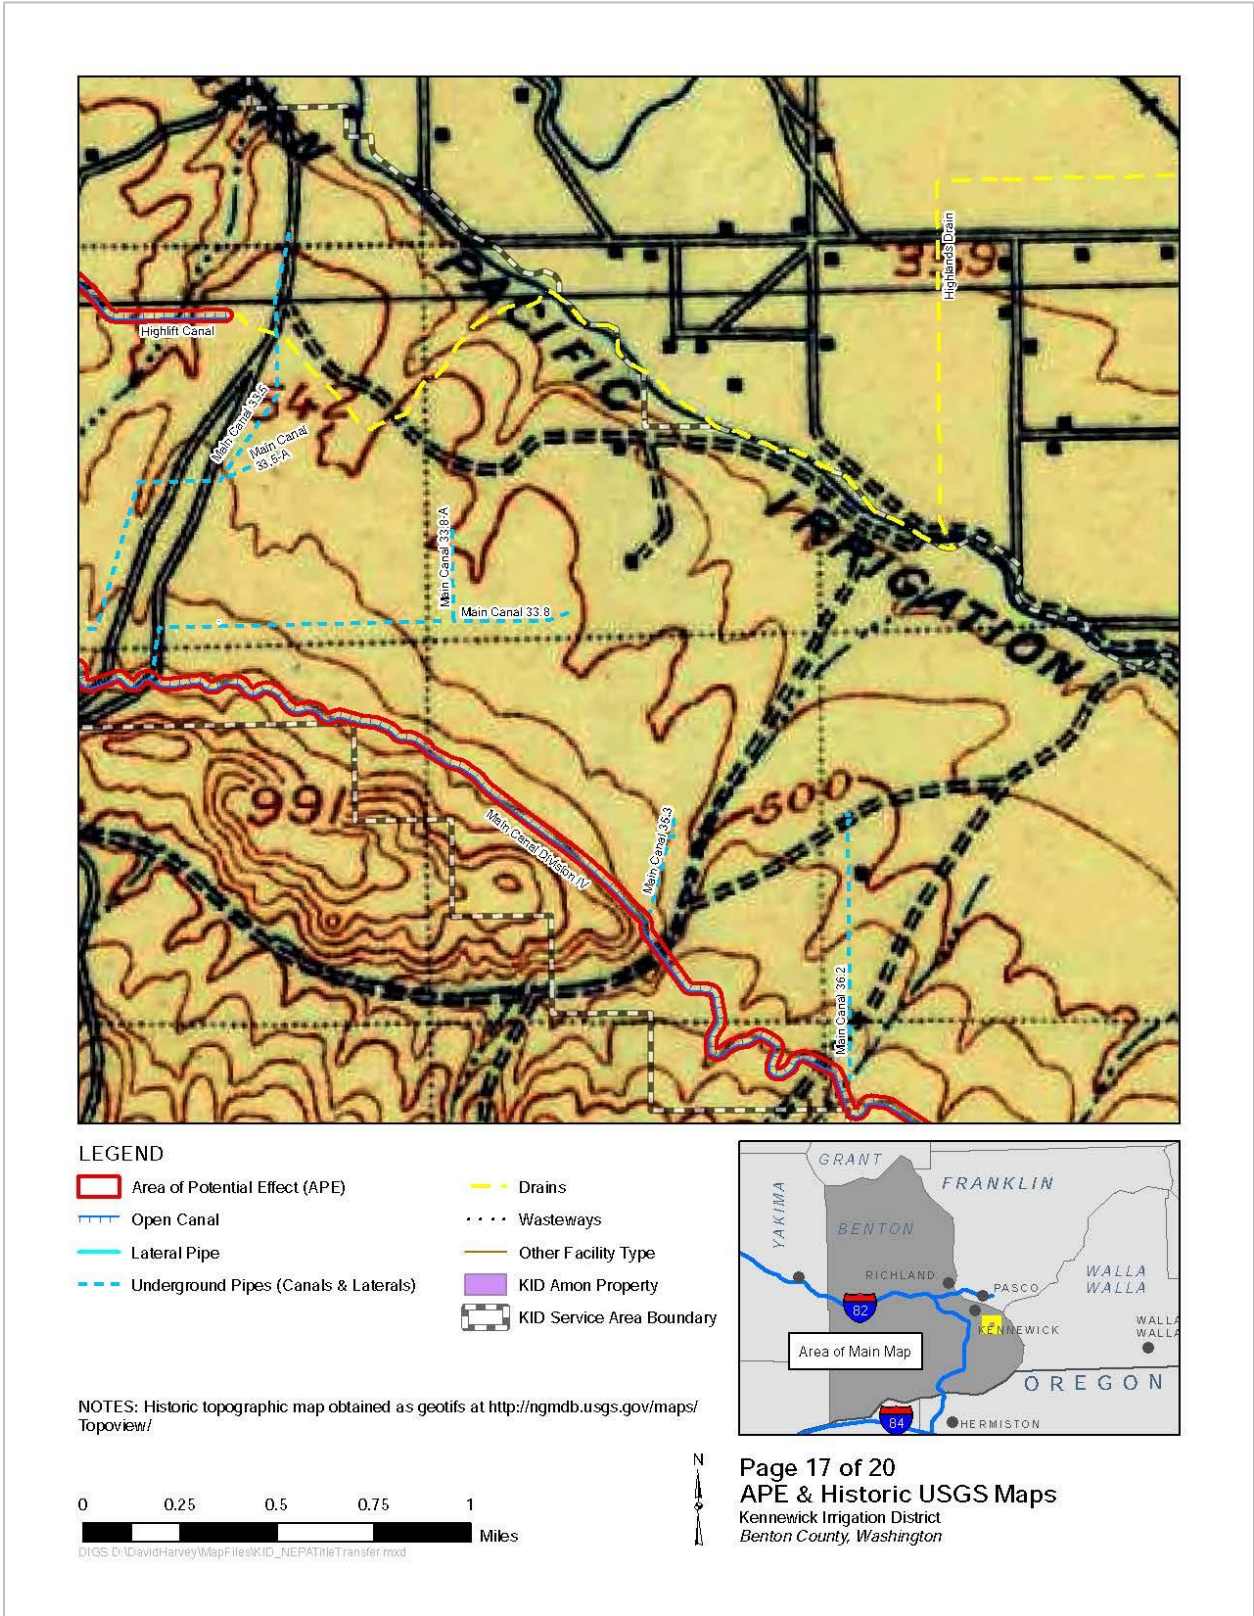 Highlift Canal
Main Canal 33.5
Main Canal
33.5-A
Main Canal 33.8-A
Main Canal 33.8
Main Canal Division IV
Main Canal 35.3
Main Canal 36.2
Highlands Drain
PACIFIC
IRRIGATION
991
500
LEGEND
Area of Potential Effect (APE)
Open Canal
Lateral Pipe
Underground Pipes (Canals & Laterals)
Drains
Wasteways
Other Facility Type
KID Amon Property
KID Service Area Boundary
NOTES: Historic topographic map obtained as geotifs at http://ngmdb.usgs.gov/maps/
Topoview/
0 0.25 0.5 0.75 1
Miles
DIGS D:\DavidHarvey\MapFiles\KID_NEPATitleTransfer.mxd
GRANT
FRANKLIN
YAKIMA
BENTON
RICHLAND
PASCO
WALLA
WALLA
82
KENNEWICK
WALLA
WALLA
Area of Main Map
OREGON
84
HERMISTON
N
Page 17 of 20
APE & Historic USGS Maps
Kennewick Irrigation District
Benton County, Washington